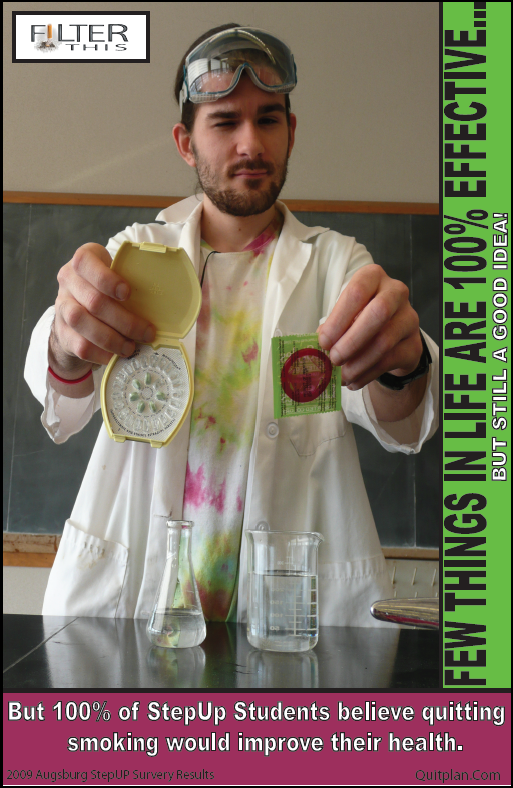 FILTER
THIS
FEW THINGS IN LIFE ARE 100% EFFECTIVE...
BUT STILL A GOOD IDEA!
But 100% of StepUp Students believe quitting
smoking would improve their health.
2009 Augsburg StepUP Survery Results
Quitplan.Com